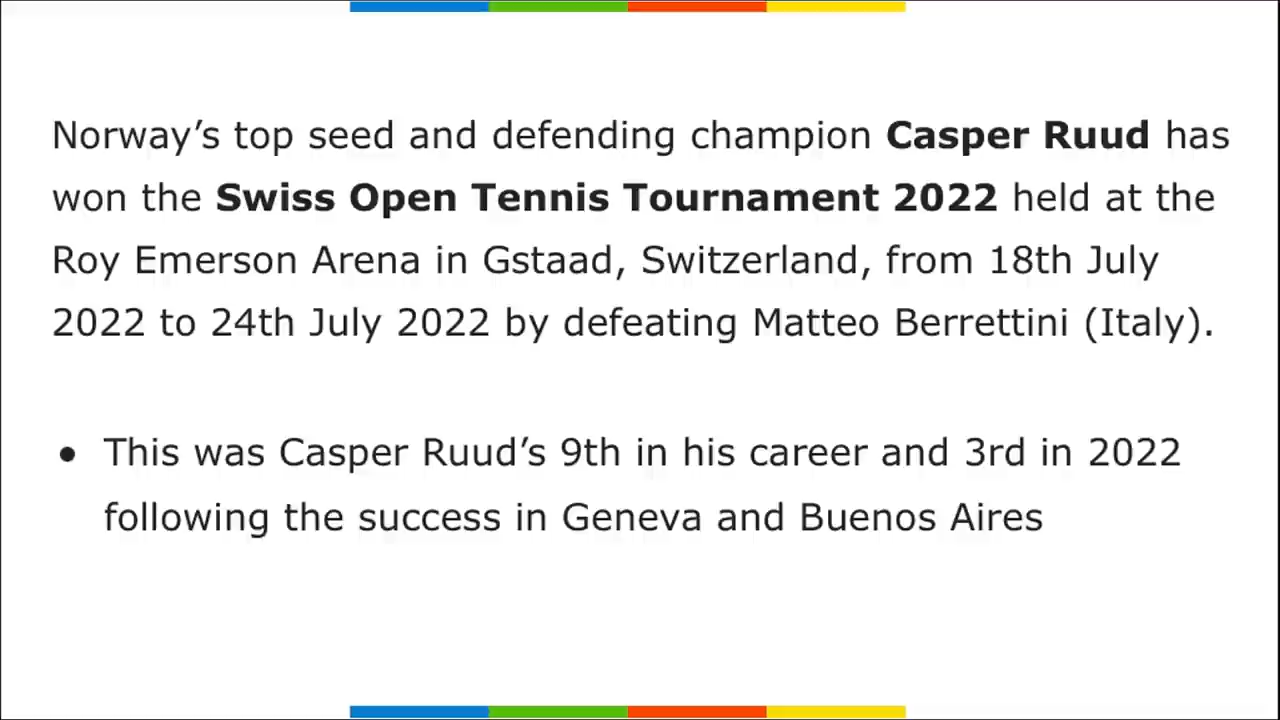 Norway’s top seed and defending champion Casper Ruud has
won the Swiss Open Tennis Tournament 2022 held at the
Roy Emerson Arena in Gstaad, Switzerland, from 18th July
2022 to 24th July 2022 by defeating Matteo Berrettini (Italy).
• This was Casper Ruud’s 9th in his career and 3rd in 2022
following the success in Geneva and Buenos Aires